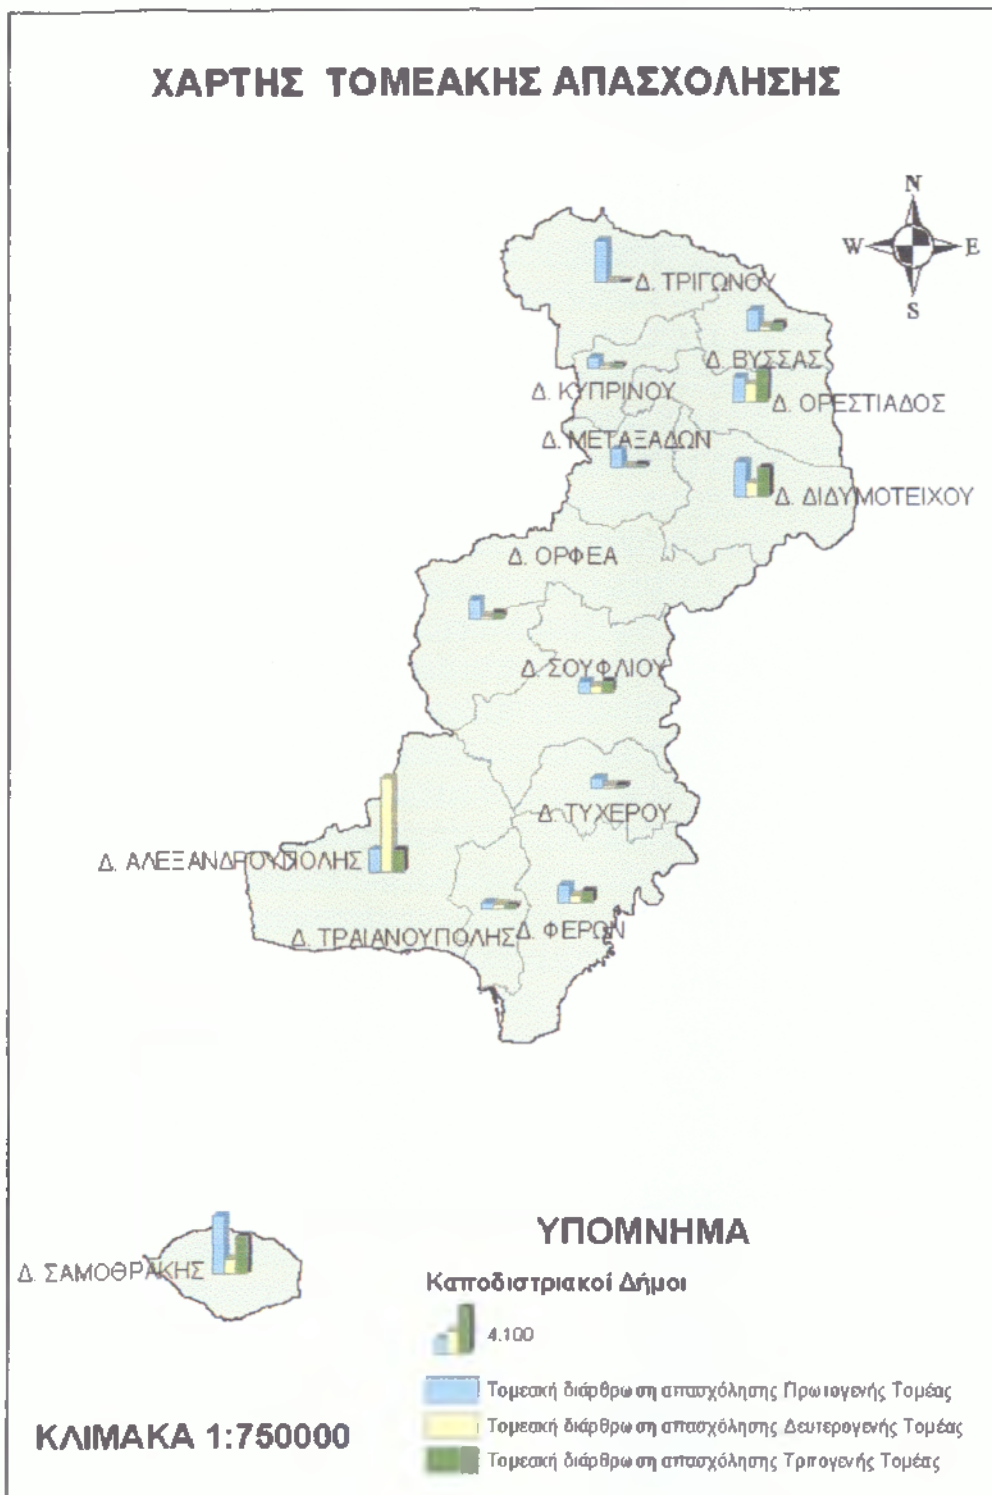 ΧΑΡΤΗΣ ΤΟΜΕΑΚΗΣ ΑΠΑΣΧΟΛΗΣΗΣ
N
W E
S
Δ. ΤΡΙΓΩΝΟΥ
Δ. ΒΥΣΣΑΣ
Δ. ΚΥΠΡΙΝΟΥ
Δ. ΟΡΕΣΤΙΑΔΟΣ
Δ. ΜΕΤΑΞΑΔΩΝ
Δ. ΔΙΔΥΜΟΤΕΙΧΟΥ
Δ. ΟΡΦΕΑ
Δ. ΣΟΥΦΛΙΟΥ
Δ. ΤΥΧΕΡΟΥ
Δ. ΑΛΕΞΑΝΔΡΟΥΠΟΛΗΣ
Δ. ΤΡΑΙΑΝΟΥΠΟΛΗΣ
Δ. ΦΕΡΩΝ
Δ. ΣΑΜΟΘΡΑΚΗΣ
ΥΠΟΜΝΗΜΑ
Καποδιστριακοί Δήμοι
4.100
Τομεακή διάρθρωση απασχόλησης Πρωτογενής Τομέας
Τομεακή διάρθρωση απασχόλησης Δευτερογενής Τομέας
Τομεακή διάρθρωση απασχόλησης Τριτογενής Τομέας
ΚΛΙΜΑΚΑ 1:750000